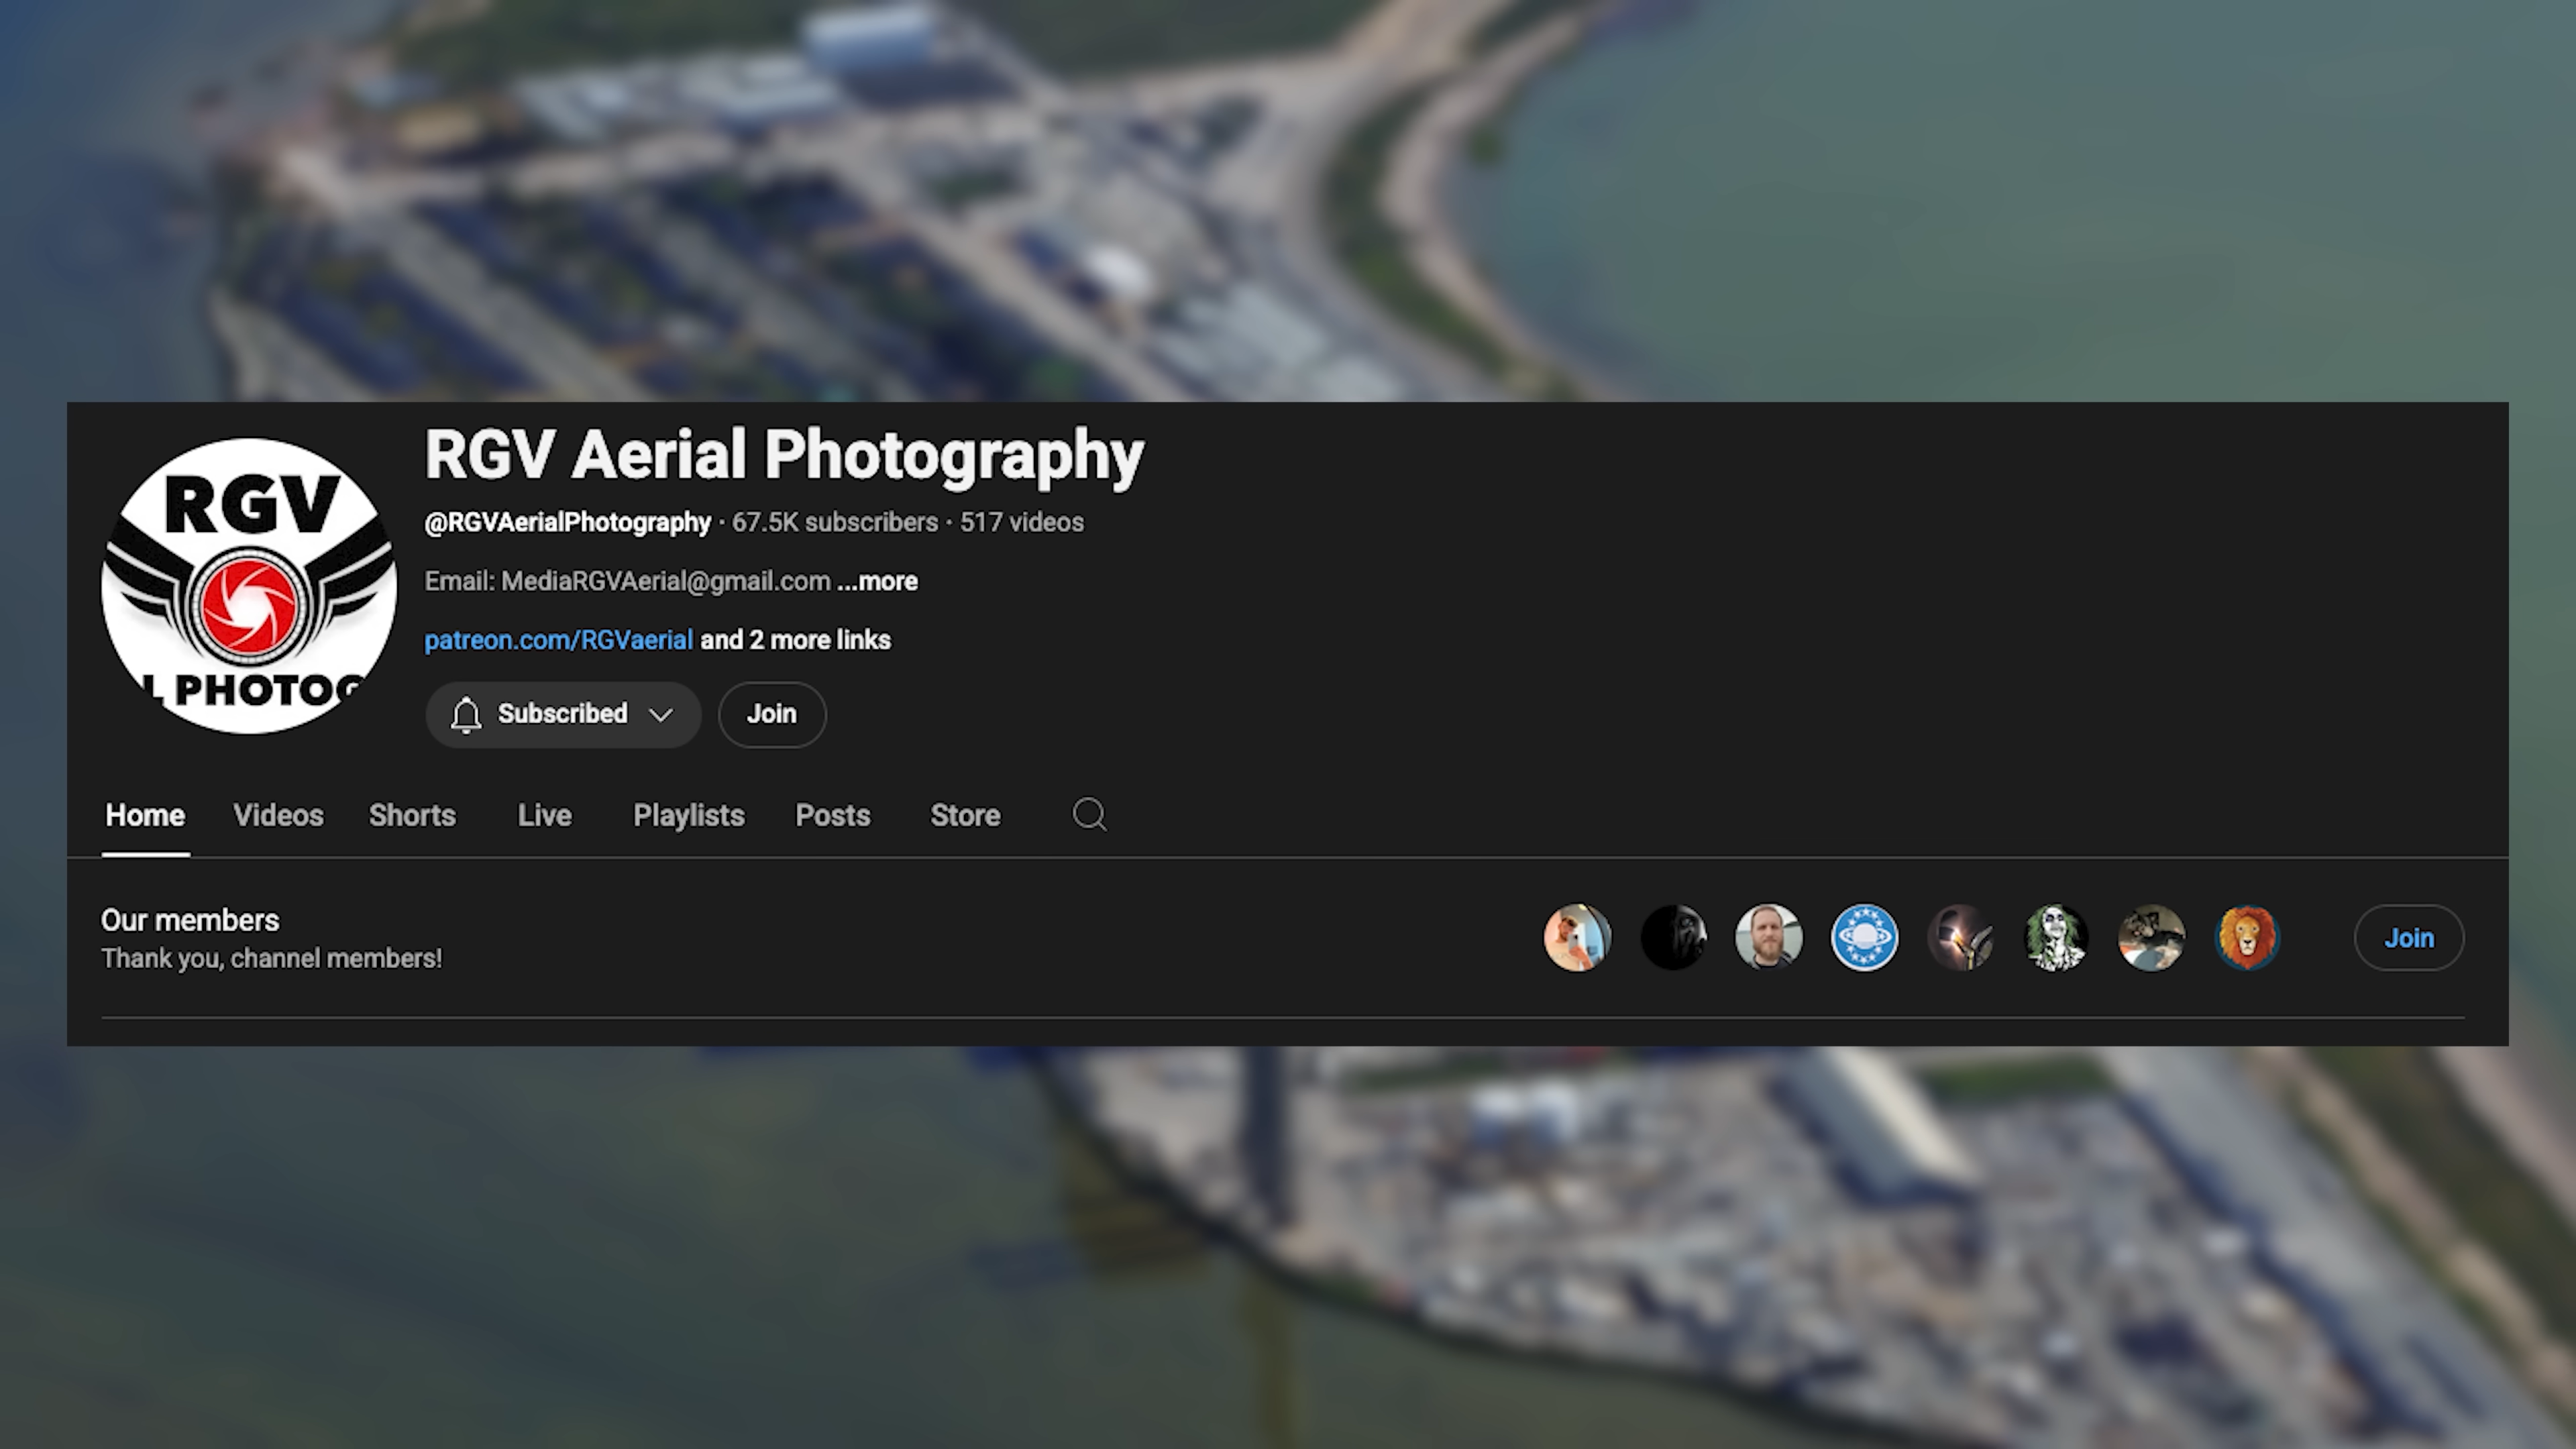 RGV Aerial Photography
@RGVAerialPhotography · 67.5K subscribers · 517 videos
Email: MediaRGVAerial@gmail.com ...more
patreon.com/RGVaerial and 2 more links
Subscribed
Join
RGV
L PHOTOG
Home Videos Shorts Live Playlists Posts Store
Our members
Thank you, channel members!
Join